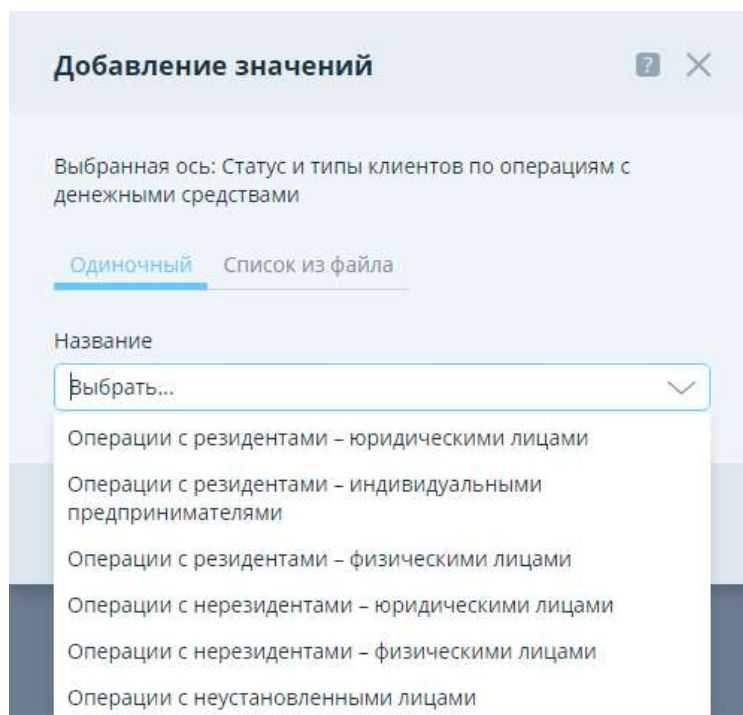 Добавление значений
?
Выбранная ось: Статус и типы клиентов по операциям с
денежными средствами
Одиночный Список из файла
Название
Выбрать...
Операции с резидентами – юридическими лицами
Операции с резидентами – индивидуальными
предпринимателями
Операции с резидентами – физическими лицами
Операции с нерезидентами – юридическими лицами
Операции с нерезидентами – физическими лицами
Операции с неустановленными лицами